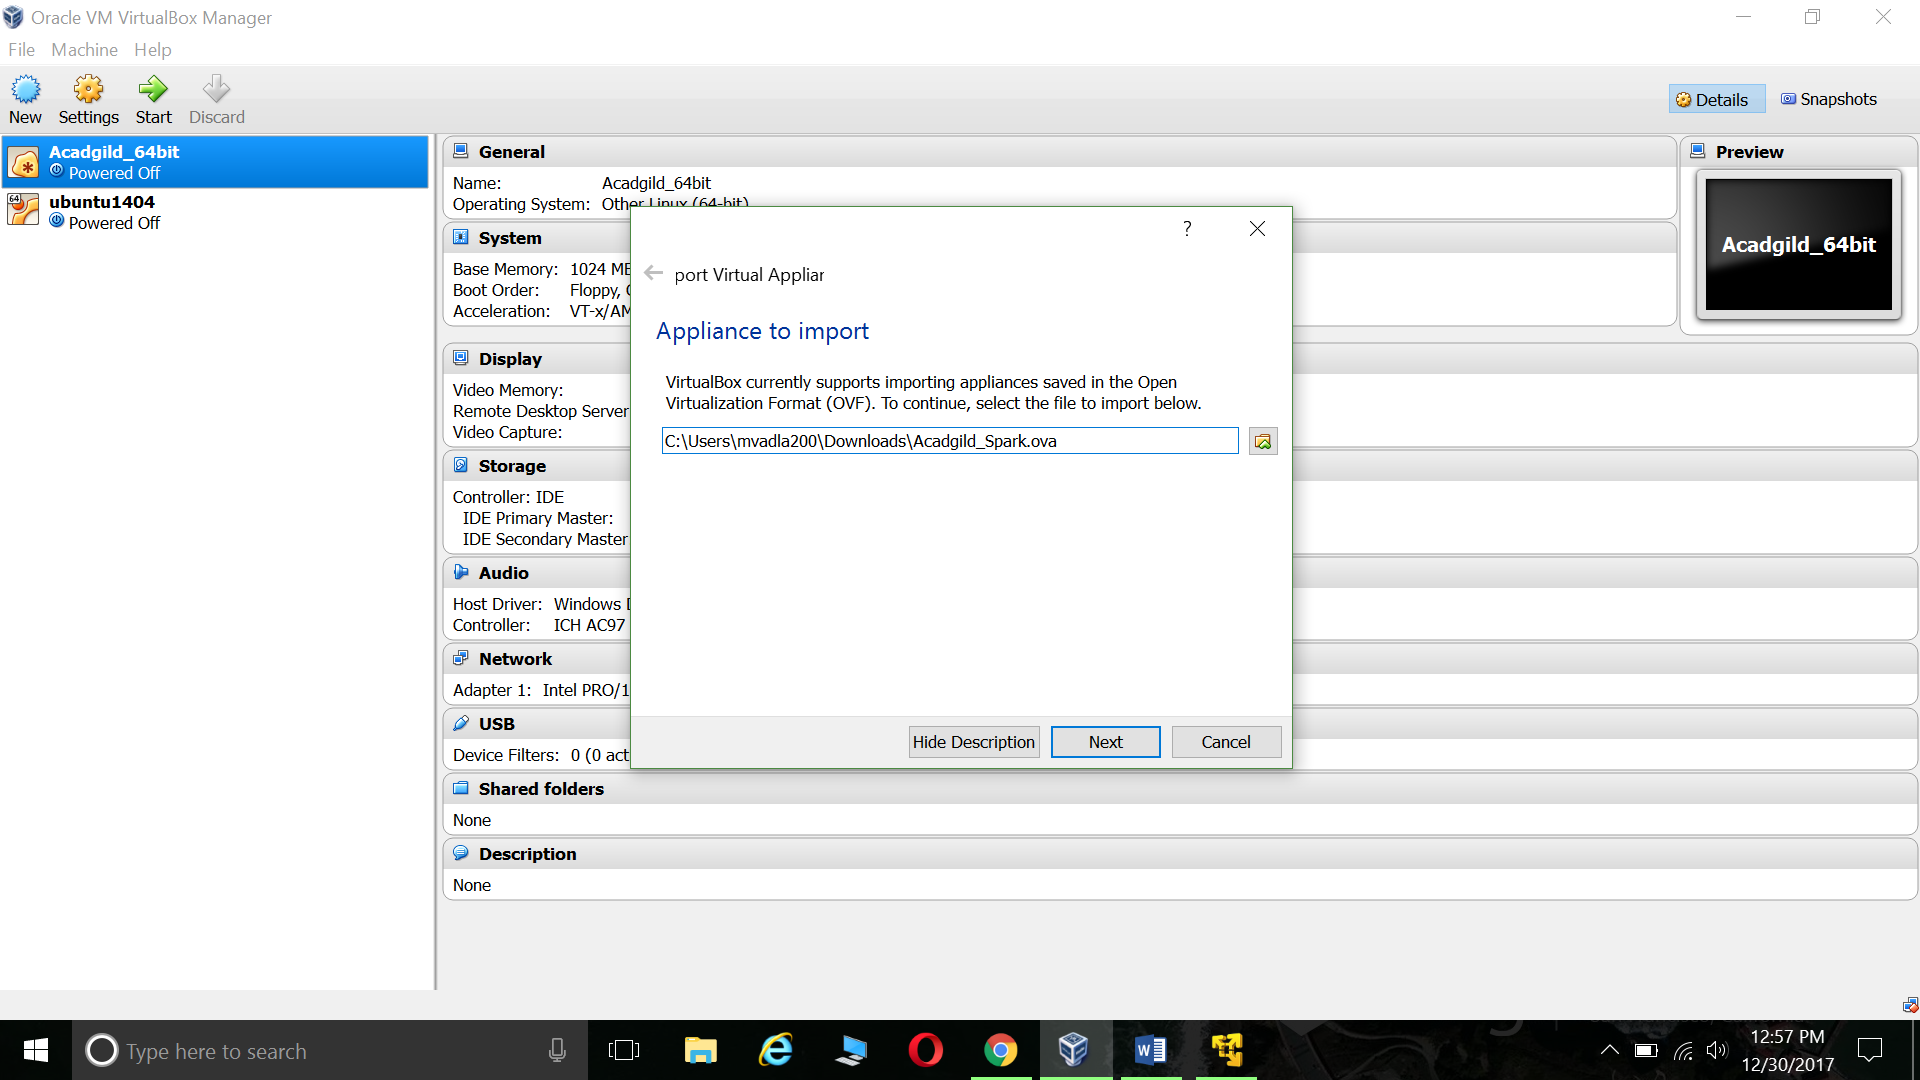 Oracle VM VirtualBox Manager
File Machine Help
New Settings Start Discard
Details Snapshots
Acadgild_64bit
Powered Off
64
ubuntu1404
Powered Off
General
Name: Acadgild_64bit
Operating System: Other Linux (64-bit)
System
Base Memory: 1024 ME
Boot Order: Floppy,
Acceleration: VT-x/AM
Preview
Acadgild_64bit
Display
Video Memory:
Remote Desktop Server
Video Capture:
Storage
Controller: IDE
IDE Primary Master:
IDE Secondary Master
Audio
Host Driver: Windows
Controller: ICH AC97
Network
Adapter 1: Intel PRO/1
USB
Device Filters: 0 (0 act
Shared folders
None
Description
None
?
port Virtual Applian
Appliance to import
VirtualBox currently supports importing appliances saved in the Open
Virtualization Format (OVF). To continue, select the file to import below.
C:\Users\mvadla200\Downloads\Acadgild_Spark.ova
Hide Description Next Cancel
Type here to search
12:57 PM
12/30/2017